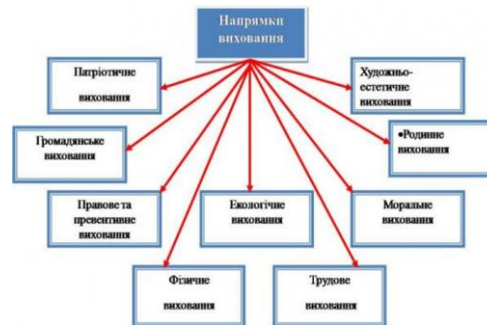 Напрямки
виховання
Патріотичне
виховання
Художньо-
естетичне
виховання
Громадянське
виховання
•Родинне
виховання
Правове та
превентивне
виховання
Екологічне
виховання
Моральне
виховання
Фізичне
виховання
Трудове
виховання